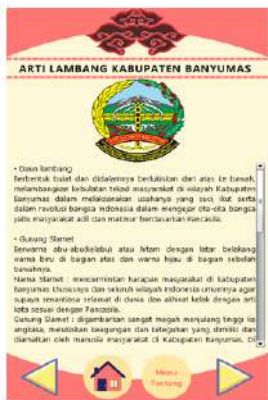 ARTI LAMBANG KABUPATEN BANYUMAS
• Daun lambang
Berbentuk bulat dan didalamnya berlukiskan dari atas ke bawah,
melambangkan kebulatan tekad masyarakat di wilayah Kabupaten
Banyumas dalam melaksanakan usahanya yang suci, ikut serta
dalam revolusi bangsa Indonesia dalam mengejar cita-cita bangsa
yaitu masyarakat adil dan makmur berdasarkan Pancasila.
• Gunung Slamet
Berwarna abu-abu(kelabu) atau hitam dengan latar belakang
warna biru di bagian atas dan warna hijau di bagian sebelah
bawahnya.
Nama Slamet : mencerminkan harapan masyarakat di kabupaten
Banyumas khususnya dan seluruh wilayah Indonesia umumnya agar
supaya senantiasa selamat di dunia dan akhirat kelak dengan arti
kata sesuai dengan Pancasila.
Gunung Slamet : digambarkan sangat megah menjulang tinggi ke
angkasa, melukiskan keagungan dan keteguhan yang dimiliki dan
diamalkan oleh manusia masyarakat di Kabupaten Banyumas. Di
Menu
Tentang